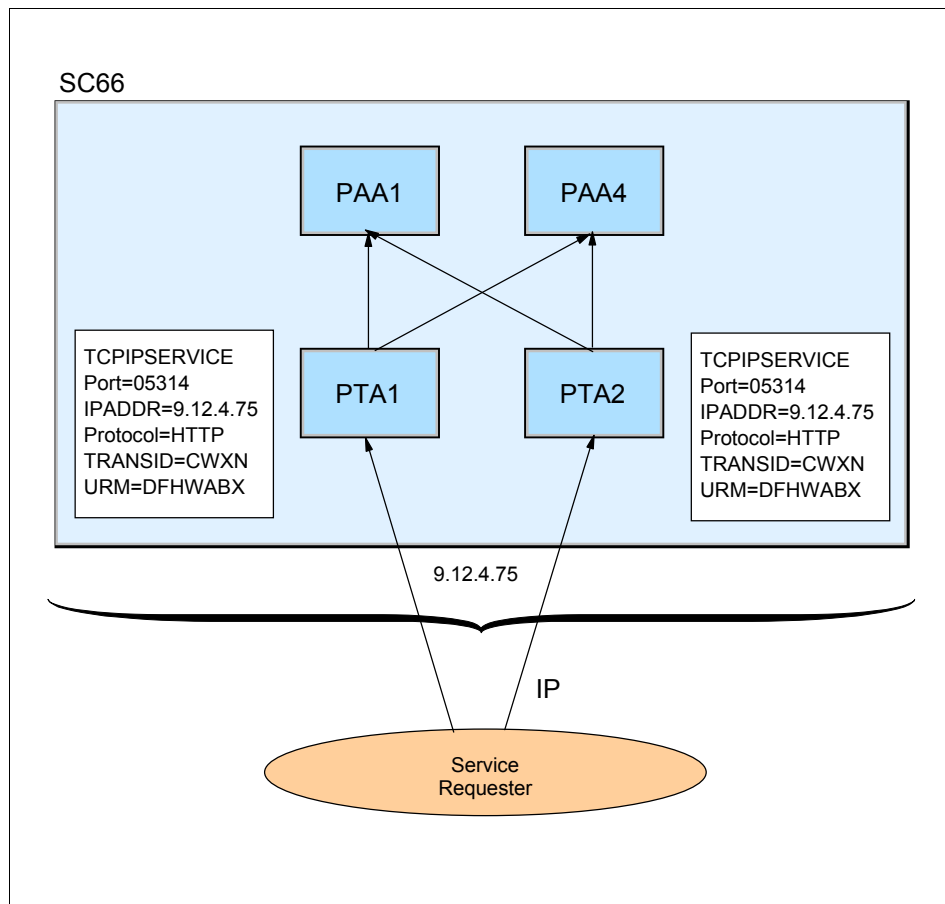 SC66
PAA1
PAA4
TCPIPSERVICE
Port=05314
IPADDR=9.12.4.75
Protocol=HTTP
TRANSID=CWXN
URM=DFHWABX
PTA1
PTA2
TCPIPSERVICE
Port=05314
IPADDR=9.12.4.75
Protocol=HTTP
TRANSID=CWXN
URM=DFHWABX
9.12.4.75
IP
Service
Requester